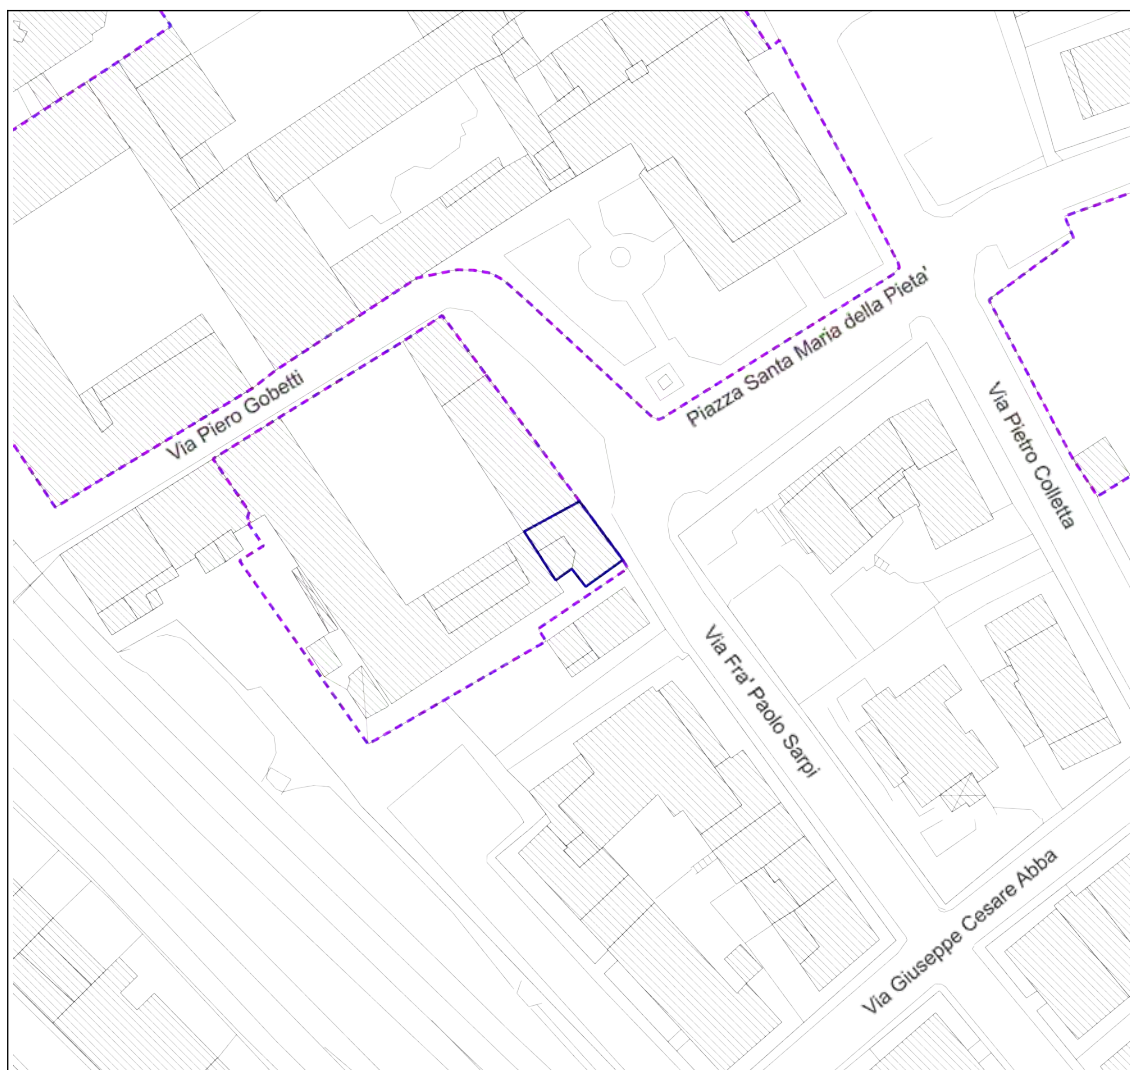 Piazza Santa Maria della Pieta'
Via Piero Gobetti
Via Pietro Colletta
Via Fra' Paolo Sarpi
Via Giuseppe Cesare Abba